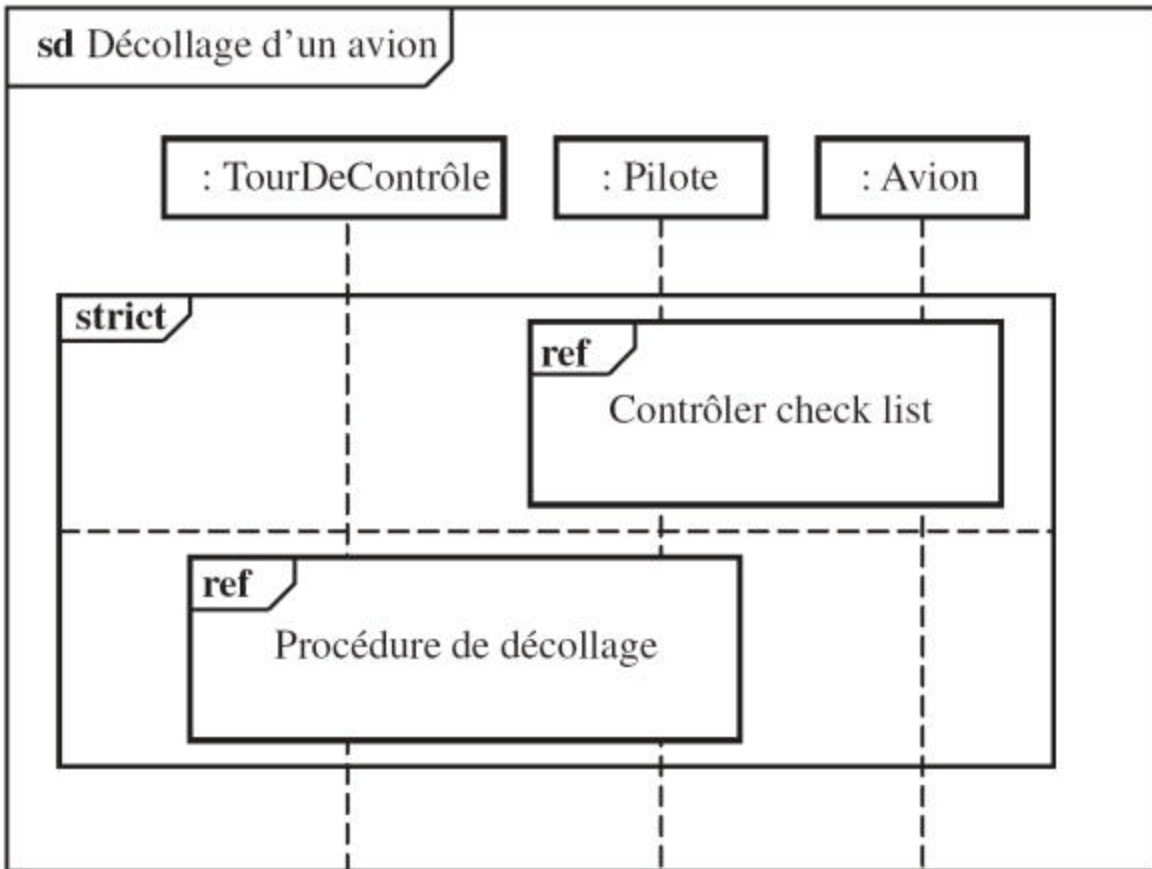 sd Décollage d'un avion
: TourDeContrôle
: Pilote
: Avion
strict
ref
Contrôler check list
ref
Procédure de décollage